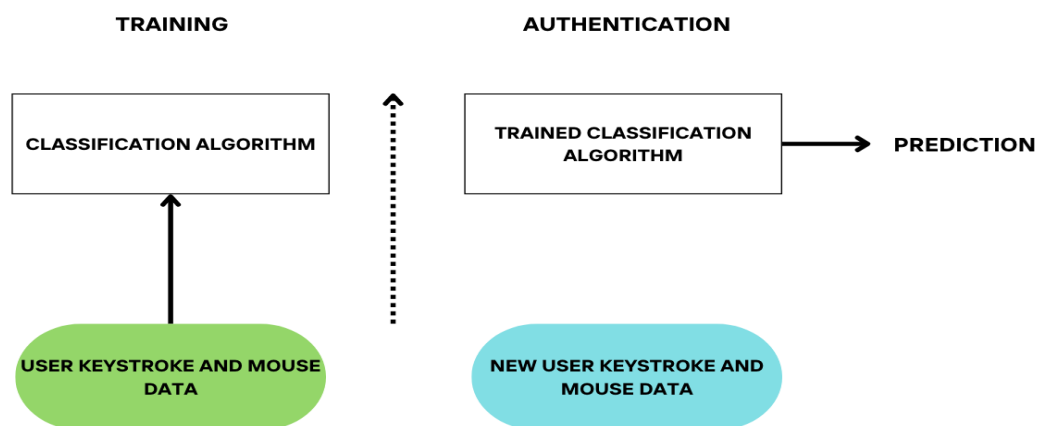 TRAINING
AUTHENTICATION
CLASSIFICATION ALGORITHM
TRAINED CLASSIFICATION
ALGORITHM
PREDICTION
USER KEYSTROKE AND MOUSE
DATA
NEW USER KEYSTROKE AND
MOUSE DATA